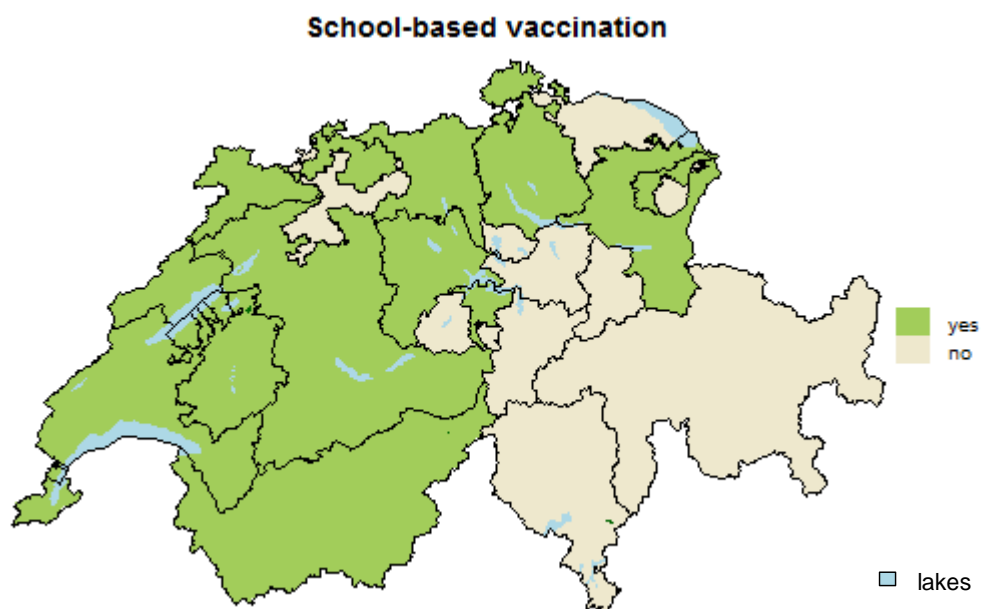 School-based vaccination
yes
no
lakes